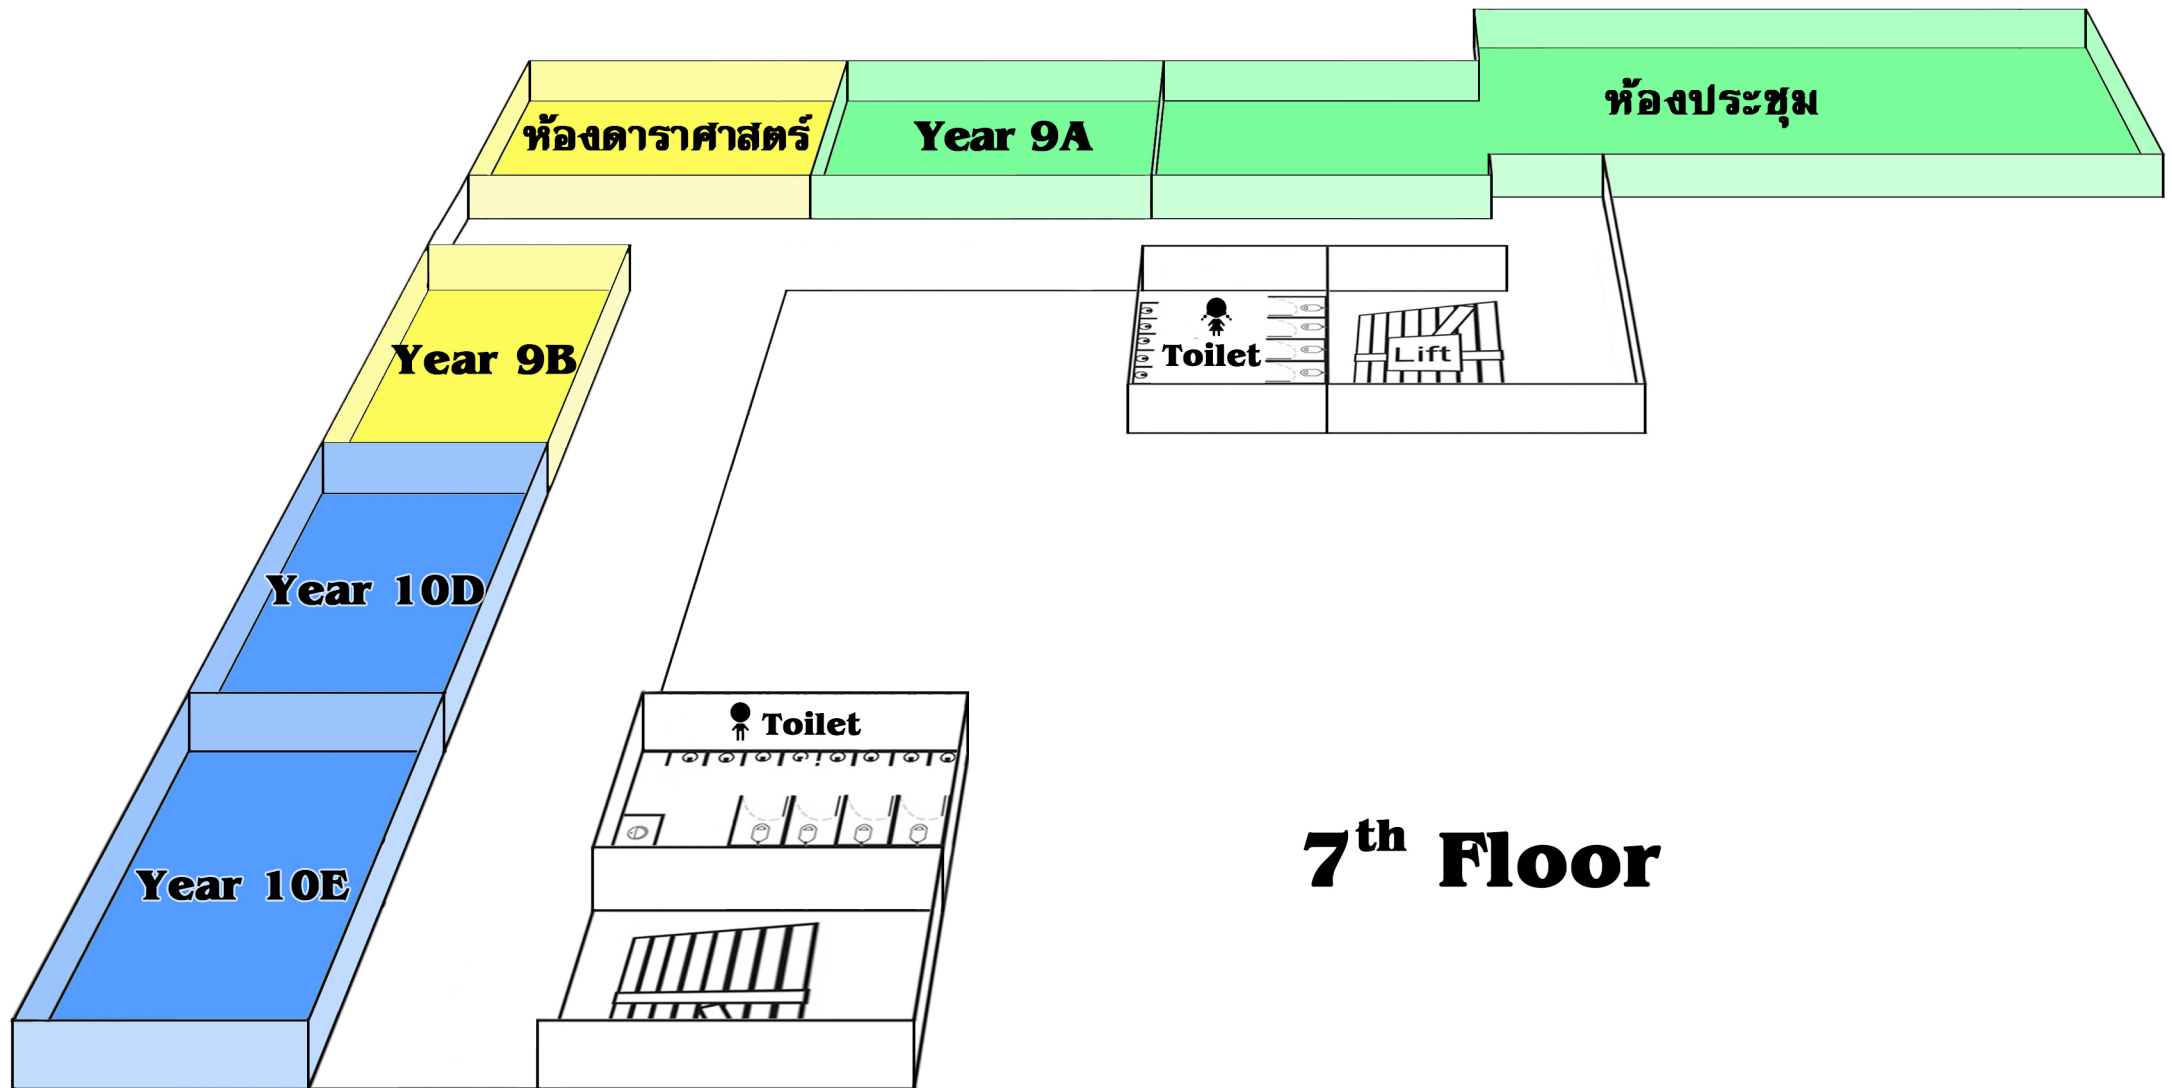 ห้องประชุม
ห้องดาราศาสตร์
Year 9A
Year 9B
Toilet
Lift
Year 10D
Toilet
Year 10E
7th Floor